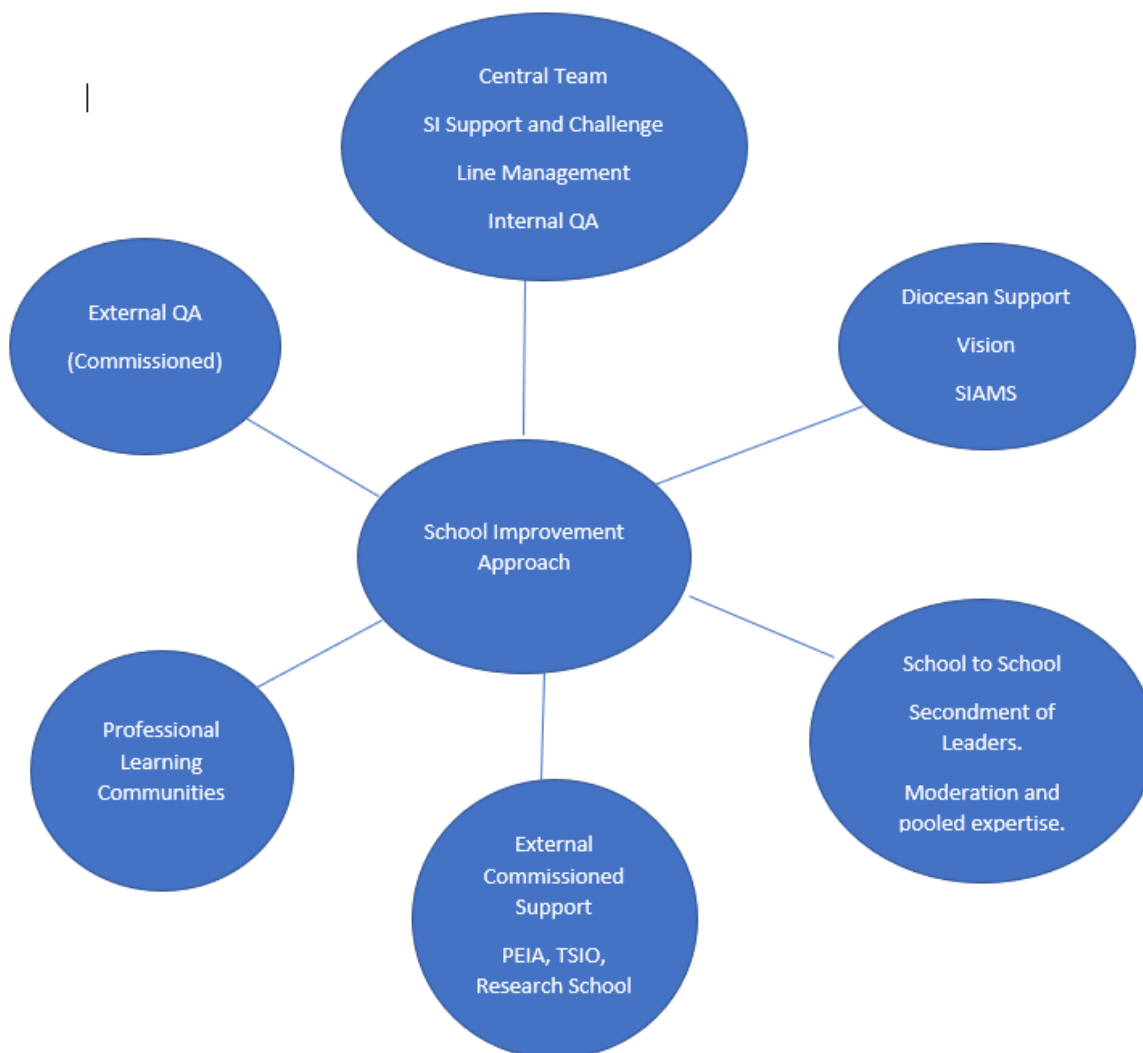 Central Team
SI Support and Challenge
Line Management
Internal QA
External QA
(Commissioned)
Diocesan Support
Vision
SIAMS
School Improvement
Approach
School to School
Secondment of
Leaders.
Moderation and
pooled expertise.
Professional
Learning
Communities
External
Commissioned
Support
PEIA, TSIO,
Research School